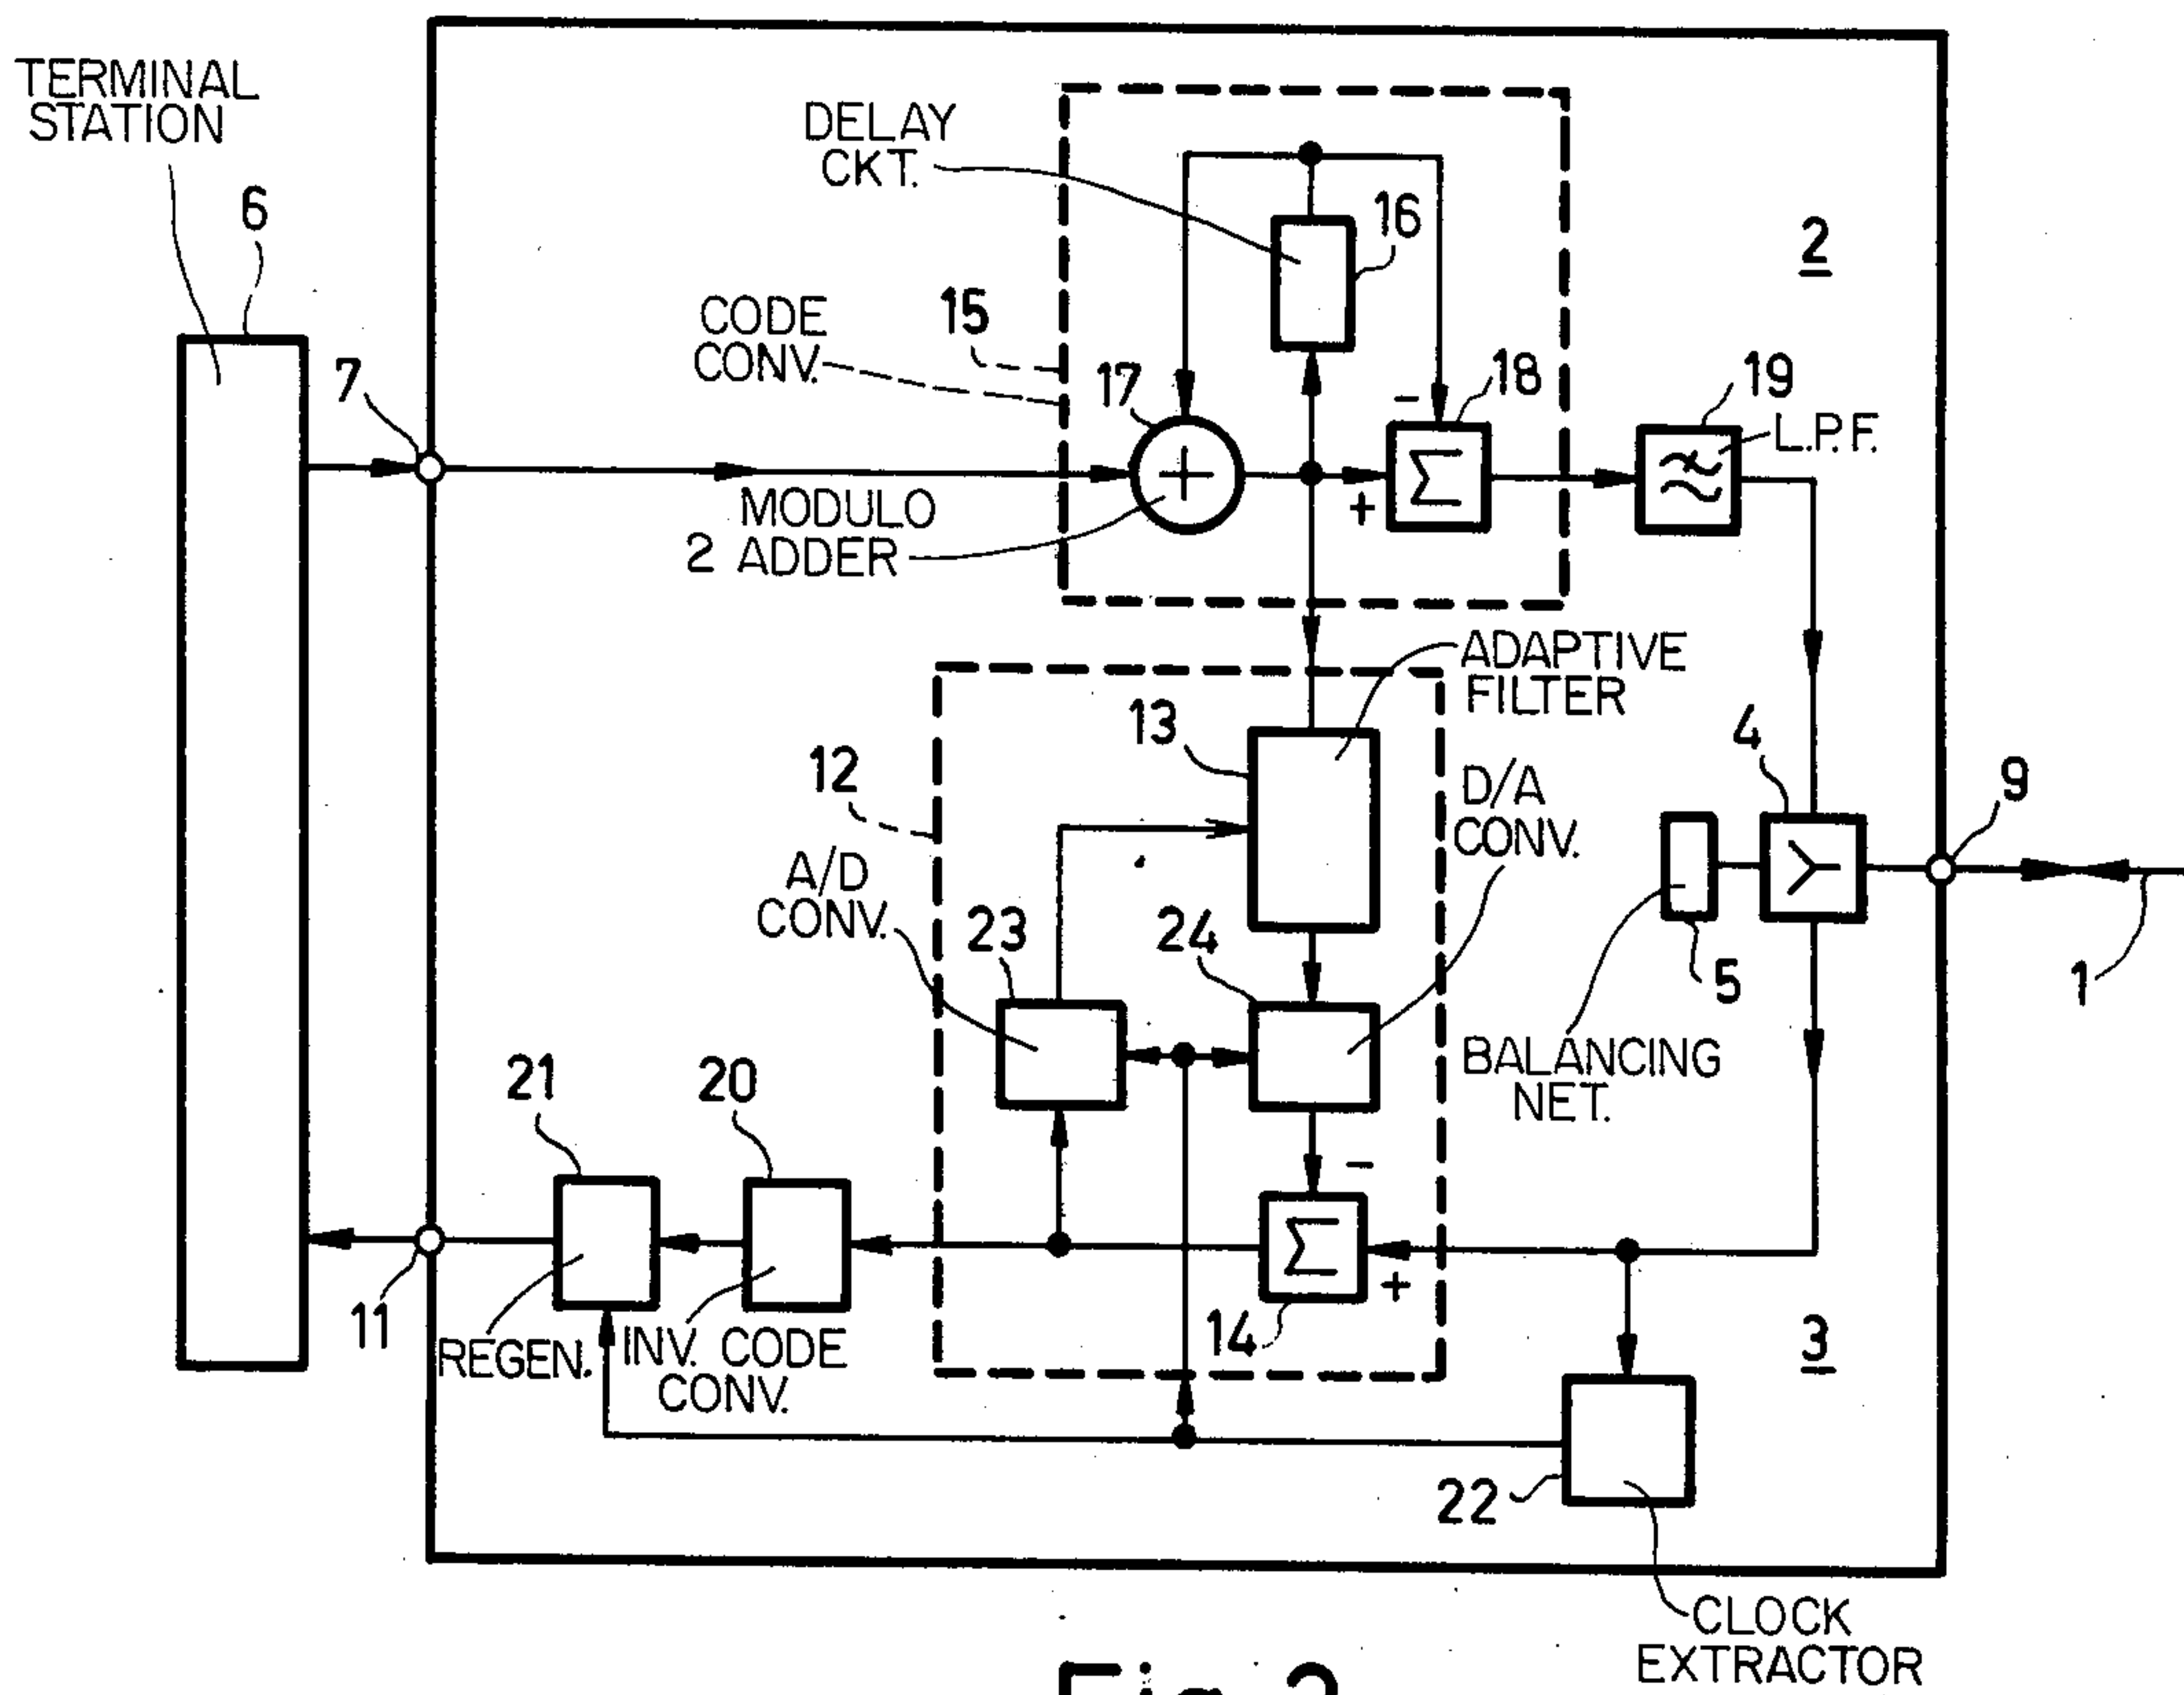 TERMINAL
STATION
6
7
DELAY
CKT.
16
2
CODE
CONV.
15
17
-
18
19
L.P.F.
+
Σ
+
MODULO
2 ADDER
ADAPTIVE
FILTER
13
12
D/A
CONV.
4
9
A/D
CONV.
23
24
5
1
BALANCING
NET.
21
20
-
Σ
+
14
11
REGEN.
INV. CODE
CONV.
3
22
CLOCK
EXTRACTOR